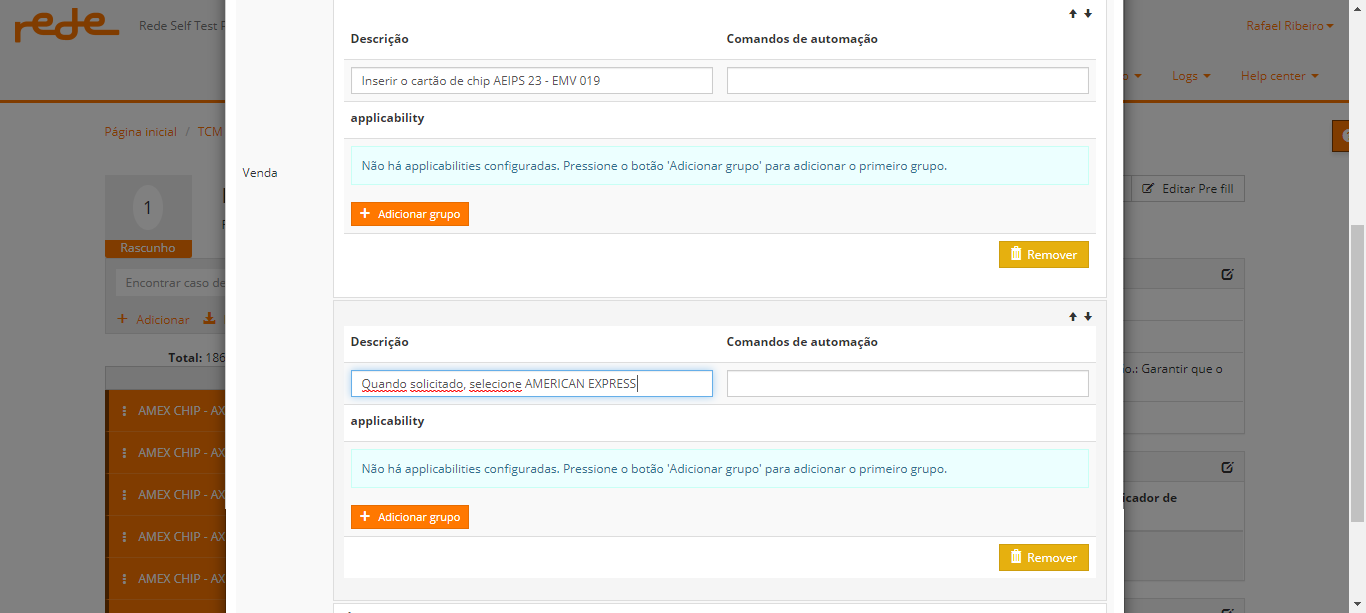 rede
Rede Self Test
Rafael Ribeiro
Logs
Help center
Página inicial / TCM
1
Rascunho
Editar Pre fill
Encontrar caso de
Adicionar
Total: 186
AMEX CHIP - AX
AMEX CHIP - AX
AMEX CHIP - AX
AMEX CHIP - AX
AMEX CHIP - AX
Venda
Descrição
Comandos de automação
Inserir o cartão de chip AEIPS 23 - EMV 019
applicability
Não há applicabilities configuradas. Pressione o botão 'Adicionar grupo' para adicionar o primeiro grupo.
Adicionar grupo
Remover
Descrição
Comandos de automação
Quando solicitado, selecione AMERICAN EXPRESS
applicability
Não há applicabilities configuradas. Pressione o botão 'Adicionar grupo' para adicionar o primeiro grupo.
Adicionar grupo
Remover
o.: Garantir que o
icador de